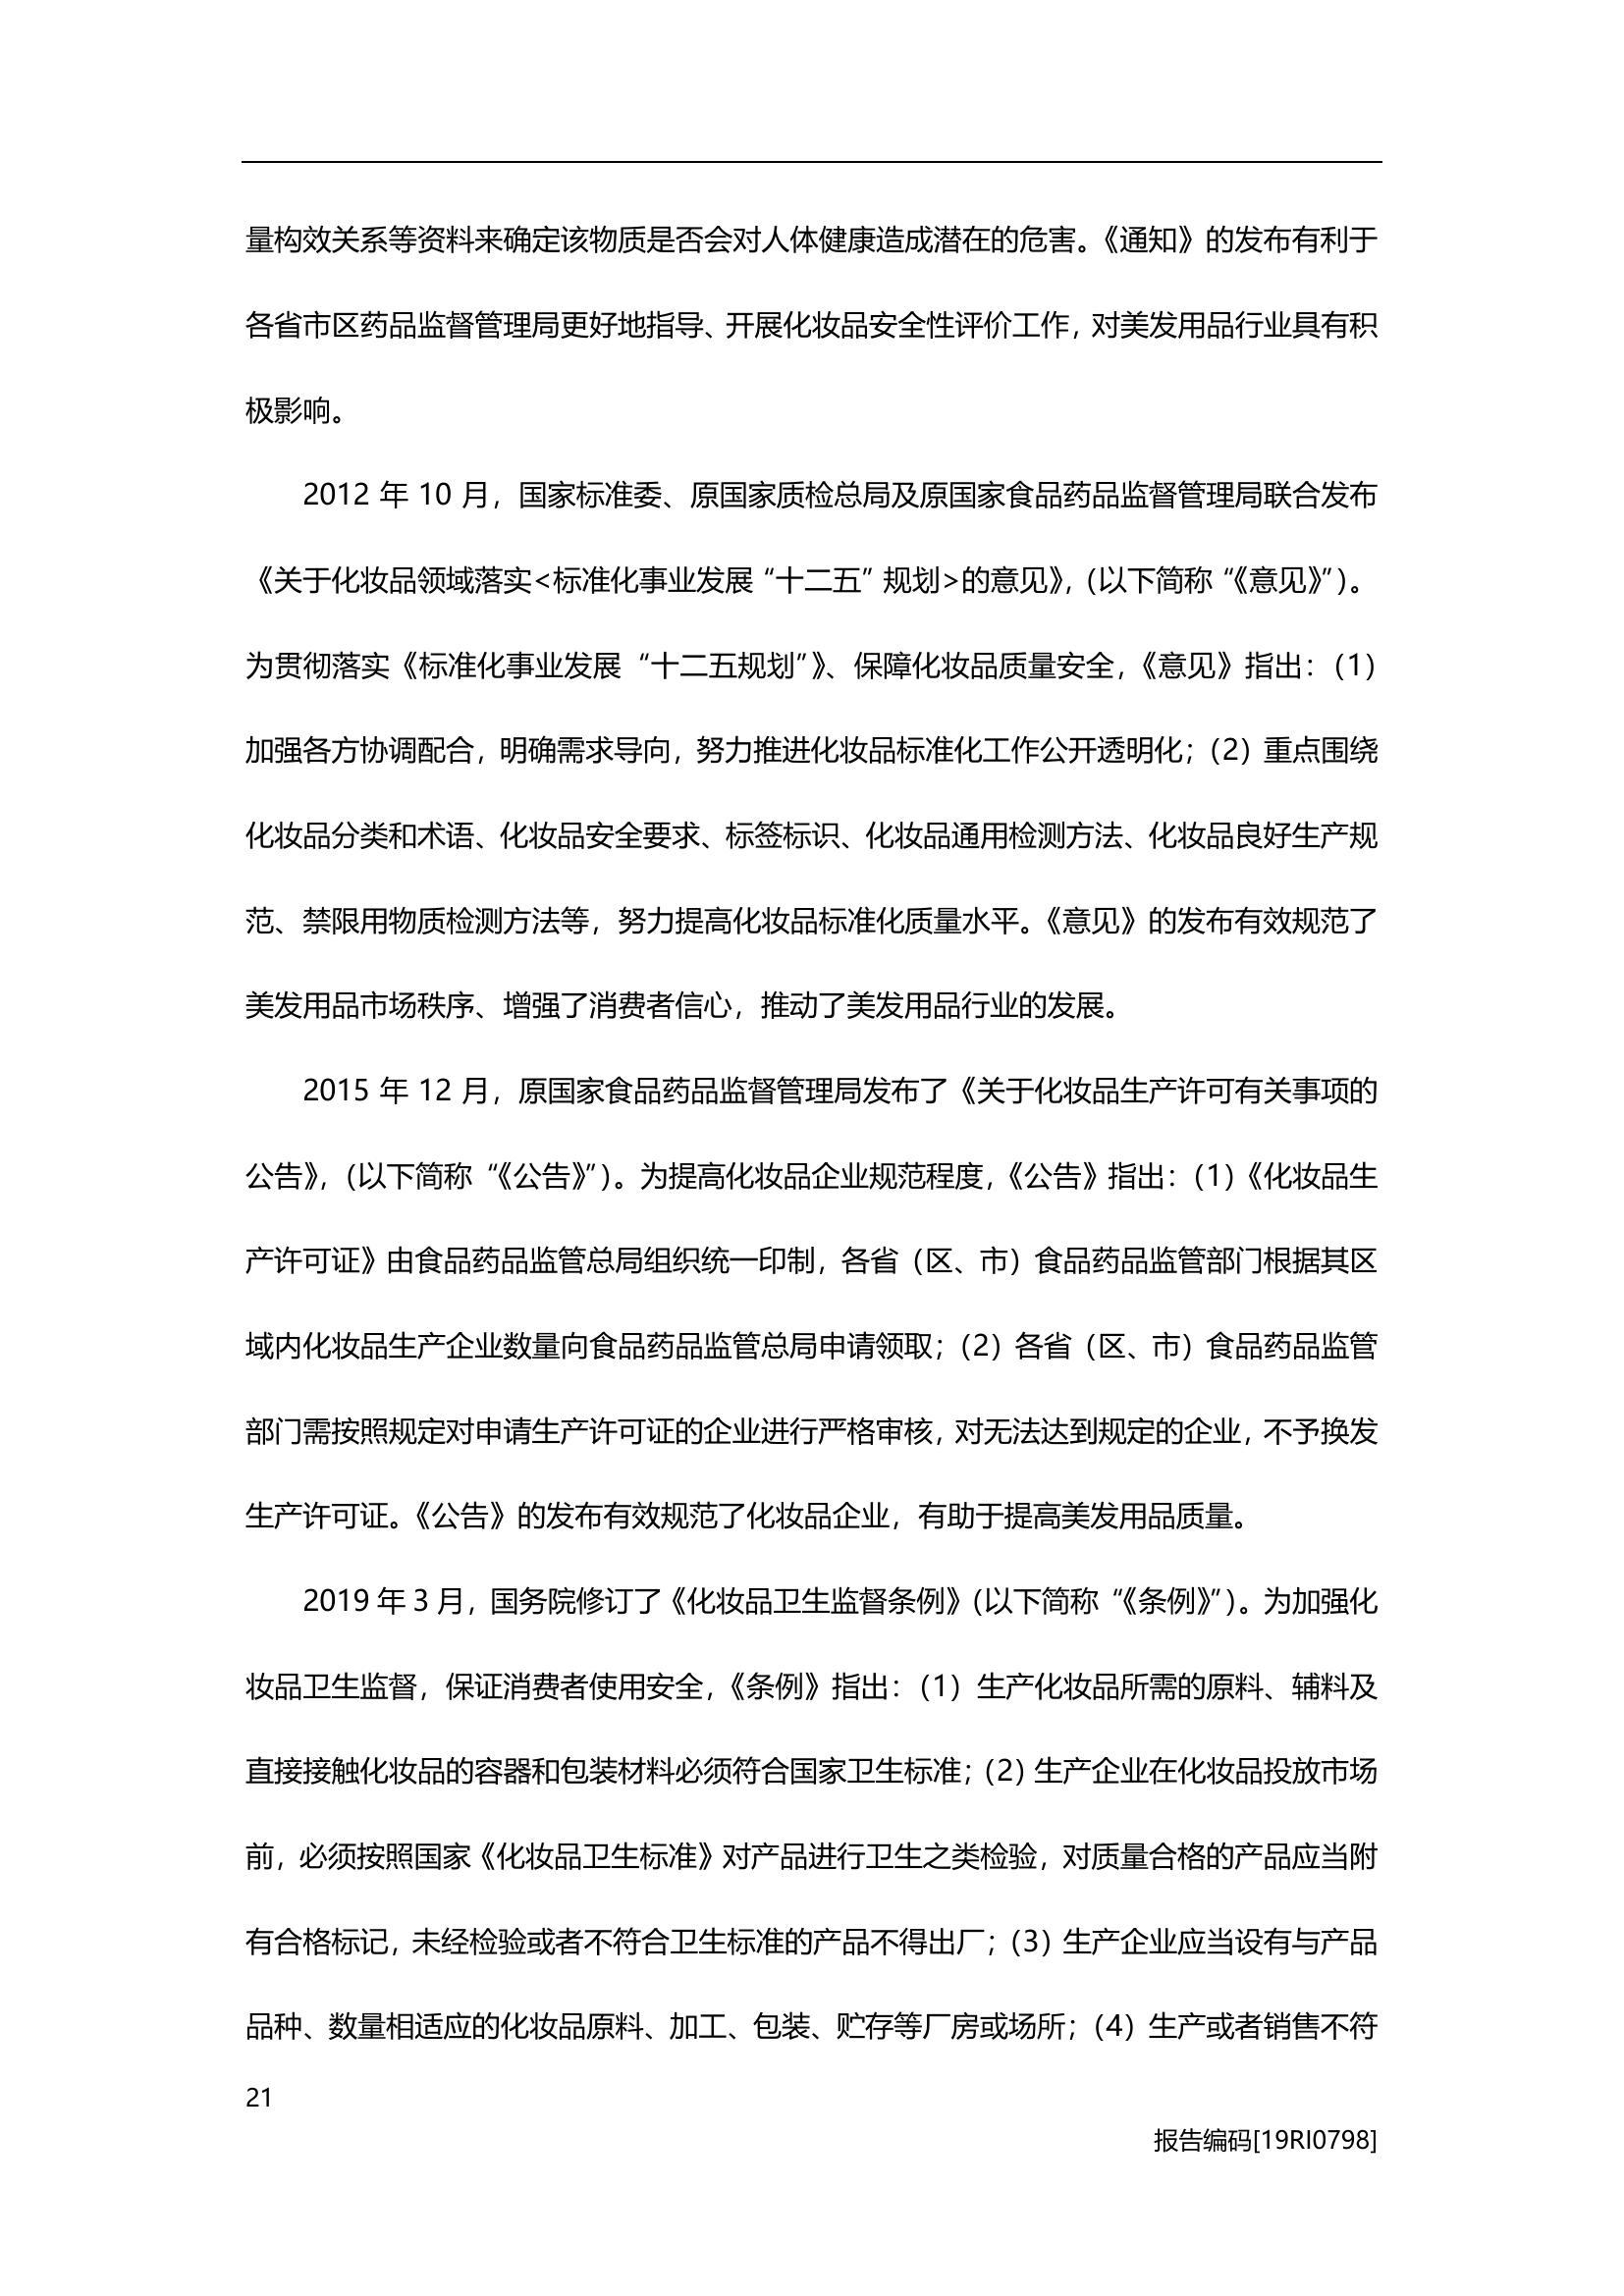 量构效关系等资料来确定该物质是否会对人体健康造成潜在的危害。《通知》的发布有利于
各省市区药品监督管理局更好地指导、开展化妆品安全性评价工作，对美发用品行业具有积
极影响。
2012 年 10 月，国家标准委、原国家质检总局及原国家食品药品监督管理局联合发布
《关于化妆品领域落实<标准化事业发展“十二五”规划>的意见》，（以下简称“《意见》”）。
为贯彻落实《标准化事业发展“十二五规划”》、保障化妆品质量安全，《意见》指出：（1）
加强各方协调配合，明确需求导向，努力推进化妆品标准化工作公开透明化；（2）重点围绕
化妆品分类和术语、化妆品安全要求、标签标识、化妆品通用检测方法、化妆品良好生产规
范、禁限用物质检测方法等，努力提高化妆品标准化质量水平。《意见》的发布有效规范了
美发用品市场秩序、增强了消费者信心，推动了美发用品行业的发展。
2015 年 12 月，原国家食品药品监督管理局发布了《关于化妆品生产许可有关事项的
公告》，（以下简称“《公告》”）。为提高化妆品企业规范程度，《公告》指出：（1）《化妆品生
产许可证》由食品药品监管总局组织统一印制，各省（区、市）食品药品监管部门根据其区
域内化妆品生产企业数量向食品药品监管总局申请领取；（2）各省（区、市）食品药品监管
部门需按照规定对申请生产许可证的企业进行严格审核，对无法达到规定的企业，不予换发
生产许可证。《公告》的发布有效规范了化妆品企业，有助于提高美发用品质量。
2019 年 3 月，国务院修订了《化妆品卫生监督条例》（以下简称“《条例》”）。为加强化
妆品卫生监督，保证消费者使用安全，《条例》指出：（1）生产化妆品所需的原料、辅料及
直接接触化妆品的容器和包装材料必须符合国家卫生标准；（2）生产企业在化妆品投放市场
前，必须按照国家《化妆品卫生标准》对产品进行卫生之类检验，对质量合格的产品应当附
有合格标记，未经检验或者不符合卫生标准的产品不得出厂；（3）生产企业应当设有与产品
品种、数量相适应的化妆品原料、加工、包装、贮存等厂房或场所；（4）生产或者销售不符
21
报告编码[19RI0798]